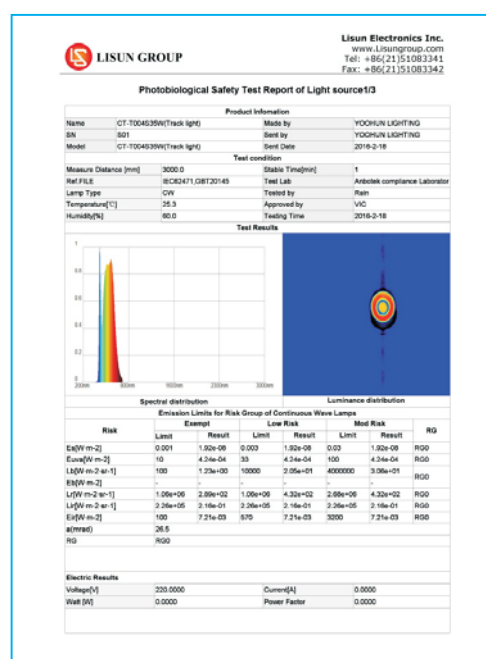 Lisun Electronics Inc.
www.Lisungroup.com
LISUN GROUP
Tel: +86(21)51083341
Fax: +86(21)51083342
Photobiological Safety Test Report of Light source1/3
Product Infomation
Name CT-T004S35W(Track light) Made by YOOHUN LIGHTING
SN S01 Sent by YOOHUN LIGHTING
Model CT-T004S35W(Track light) Sent Date 2016-2-18
Test condition
Measure Distance [mm] 3000.0 Stable Time[min] 1
Ref.FILE IEC62471,GBT20145 Test Lab Anbotek compliance Laborator
Lamp Type CW Tested by Rain
Temperature[℃] 25.3 Approved by VIC
Humidity[%] 60.0 Testing Time 2016-2-18
Test Results
1
0.8
0.6
0.4
0.2
200nm 900nm 1600nm 2300nm 3000nm
Spectral distribution Luminance distribution
Emission Limits for Risk Group of Continuous Wave Lamps
Risk Exempt Low Risk Mod Risk RG
Limit Result Limit Result Limit Result
Es[W·m-2] 0.001 1.92e-08 0.003 1.92e-08 0.03 1.92e-08 RG0
Euva[W·m-2] 10 4.24e-04 33 4.24e-04 100 4.24e-04 RG0
Lb[W·m-2·sr-1] 100 1.23e+00 10000 2.05e+01 4000000 3.06e+01 RG0
Eb[W·m-2] - - - - - -
Lr[W·m-2·sr-1] 1.06e+06 2.89e+02 1.06e+06 4.32e+02 2.68e+06 4.32e+02 RG0
Lir[W·m-2·sr-1] 2.26e+05 2.16e-01 2.26e+05 2.16e-01 2.26e+05 2.16e-01 RG0
Eir[W·m-2] 100 7.21e-03 570 7.21e-03 3200 7.21e-03 RG0
a(mrad) 26.5
RG RG0
Electric Results
Voltage[V] 220.0000 Current[A] 0.0000
Watt [W] 0.0000 Power Factor 0.0000